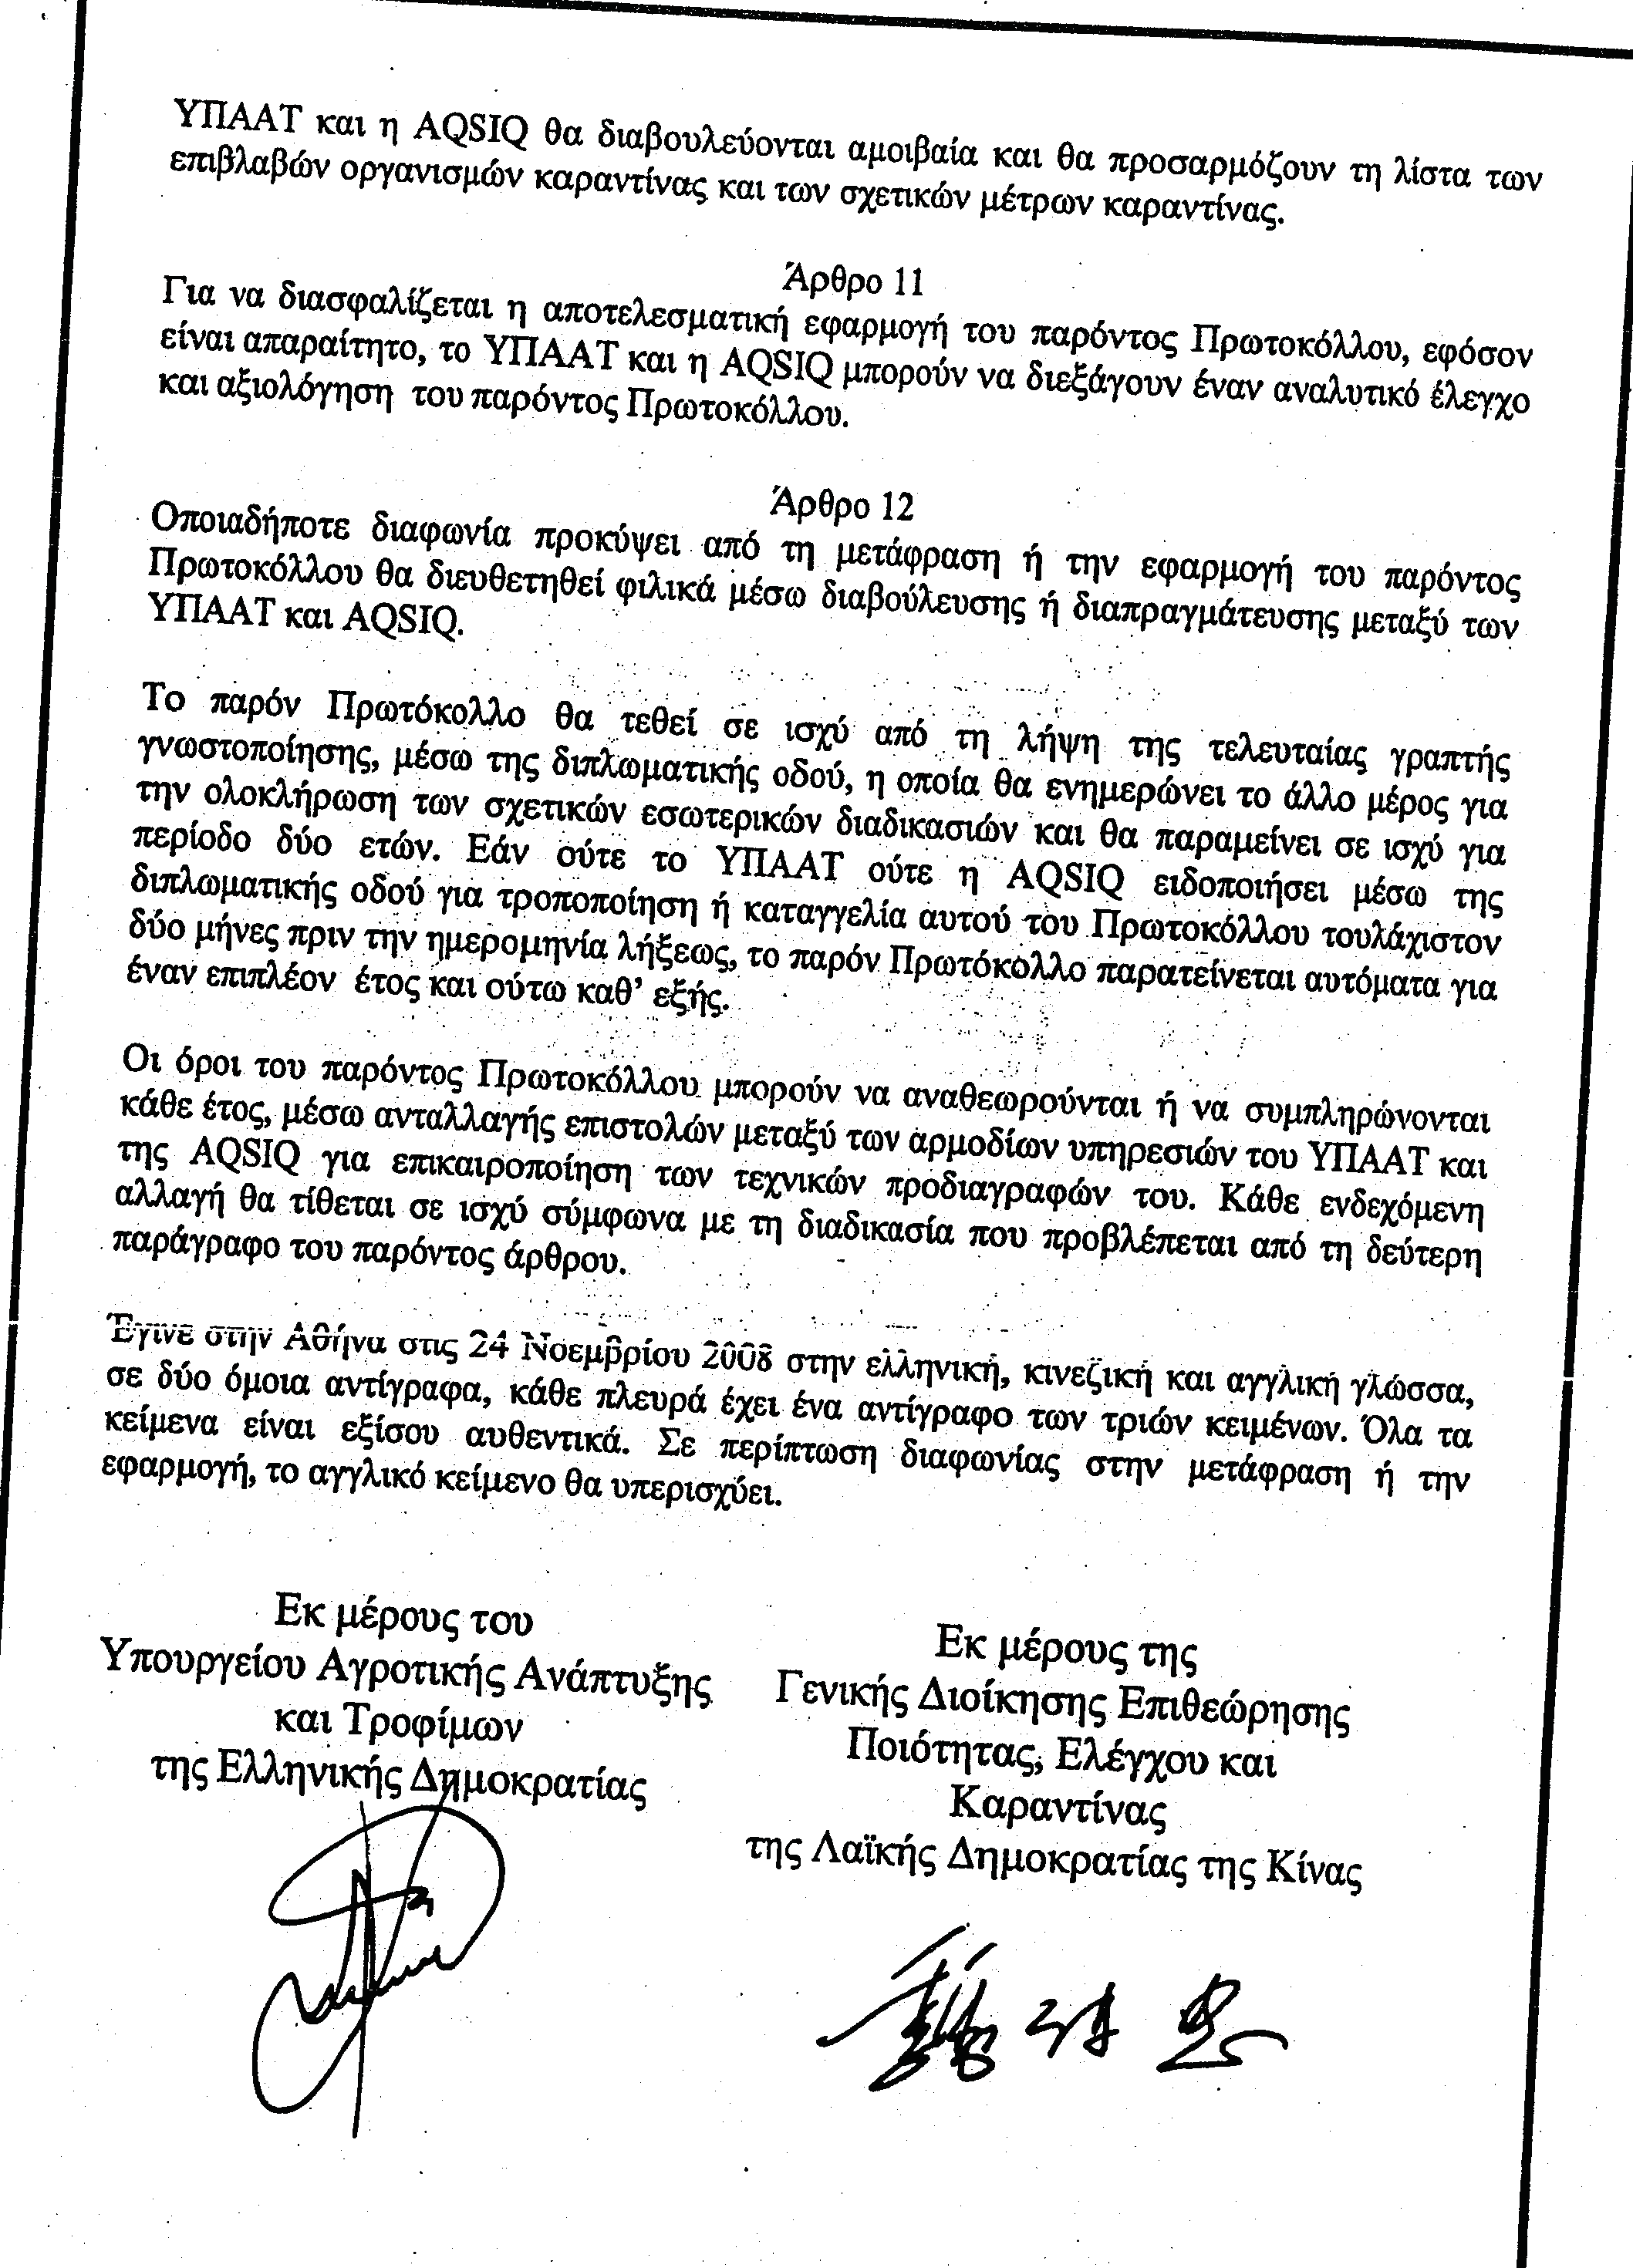 ΥΠΑΑΤ και η AQSIQ θα διαβουλεύονται αμοιβαία και θα προσαρμόζουν τη λίστα των
επιβλαβών οργανισμών καραντίνας και των σχετικών μέτρων καραντίνας.
Άρθρο 11
Για να διασφαλίζεται η αποτελεσματική εφαρμογή του παρόντος Πρωτοκόλλου, εφόσον
είναι απαραίτητο, το ΥΠΑΑΤ και η AQSIQ μπορούν να διεξάγουν έναν αναλυτικό έλεγχο
και αξιολόγηση του παρόντος Πρωτοκόλλου.
Άρθρο 12
Οποιαδήποτε διαφωνία προκύψει από τη μετάφραση ή την εφαρμογή του παρόντος
Πρωτοκόλλου θα διευθετηθεί φιλικά μέσω διαβούλευσης ή διαπραγμάτευσης μεταξύ των
ΥΠΑΑΤ και AQSIQ.
Το παρόν Πρωτόκολλο θα τεθεί σε ισχύ από τη λήψη της τελευταίας γραπτής
γνωστοποίησης, μέσω της διπλωματικής οδού, η οποία θα ενημερώνει το άλλο μέρος για
την ολοκλήρωση των σχετικών εσωτερικών διαδικασιών και θα παραμείνει σε ισχύ για
περίοδο δύο ετών. Εάν ούτε το ΥΠΑΑΤ ούτε η AQSIQ ειδοποιήσει μέσω της
διπλωματικής οδού για τροποποίηση ή καταγγελία αυτού του Πρωτοκόλλου τουλάχιστον
δύο μήνες πριν την ημερομηνία λήξεως, το παρόν Πρωτόκολλο παρατείνεται αυτόματα για
έναν επιπλέον έτος και ούτω καθ’ εξής.
Οι όροι του παρόντος Πρωτοκόλλου μπορούν να αναθεωρούνται ή να συμπληρώνονται
κάθε έτος, μέσω ανταλλαγής επιστολών μεταξύ των αρμοδίων υπηρεσιών του ΥΠΑΑΤ και
της AQSIQ για επικαιροποίηση των τεχνικών προδιαγραφών του. Κάθε ενδεχόμενη
αλλαγή θα τίθεται σε ισχύ σύμφωνα με τη διαδικασία που προβλέπεται από τη δεύτερη
παράγραφο του παρόντος άρθρου.
Έγινε στην Αθήνα στις 24 Νοεμβρίου 2008 στην ελληνική, κινεζική και αγγλική γλώσσα,
σε δύο όμοια αντίγραφα, κάθε πλευρά έχει ένα αντίγραφο των τριών κειμένων. Όλα τα
κείμενα είναι εξίσου αυθεντικά. Σε περίπτωση διαφωνίας στην μετάφραση ή την
εφαρμογή, το αγγλικό κείμενο θα υπερισχύει.
Εκ μέρους του
Υπουργείου Αγροτικής Ανάπτυξης
και Τροφίμων
της Ελληνικής Δημοκρατίας
Εκ μέρους της
Γενικής Διοίκησης Επιθεώρησης
Ποιότητας, Ελέγχου και
Καραντίνας
της Λαϊκής Δημοκρατίας της Κίνας